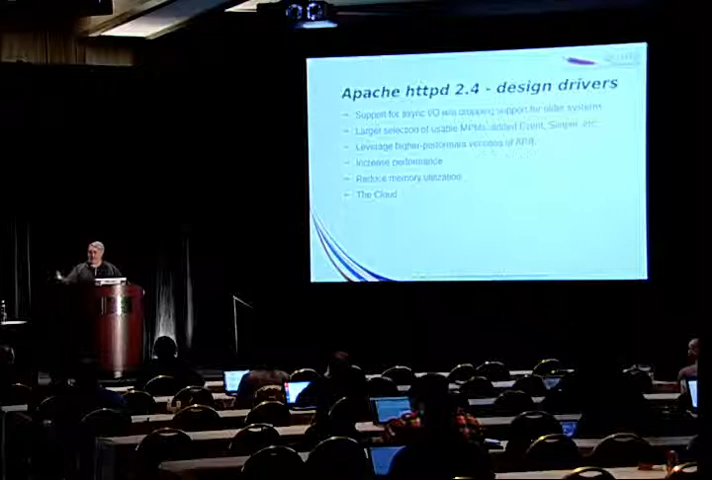 Apache httpd 2.4 - design drivers
– Support for async I/O w/o dropping support for older systems
– Larger selection of usable MPMs: added Event, Simple, etc...
– Leverage higher-performant versions of APR
– Increase performance
– Reduce memory utilization
– The Cloud